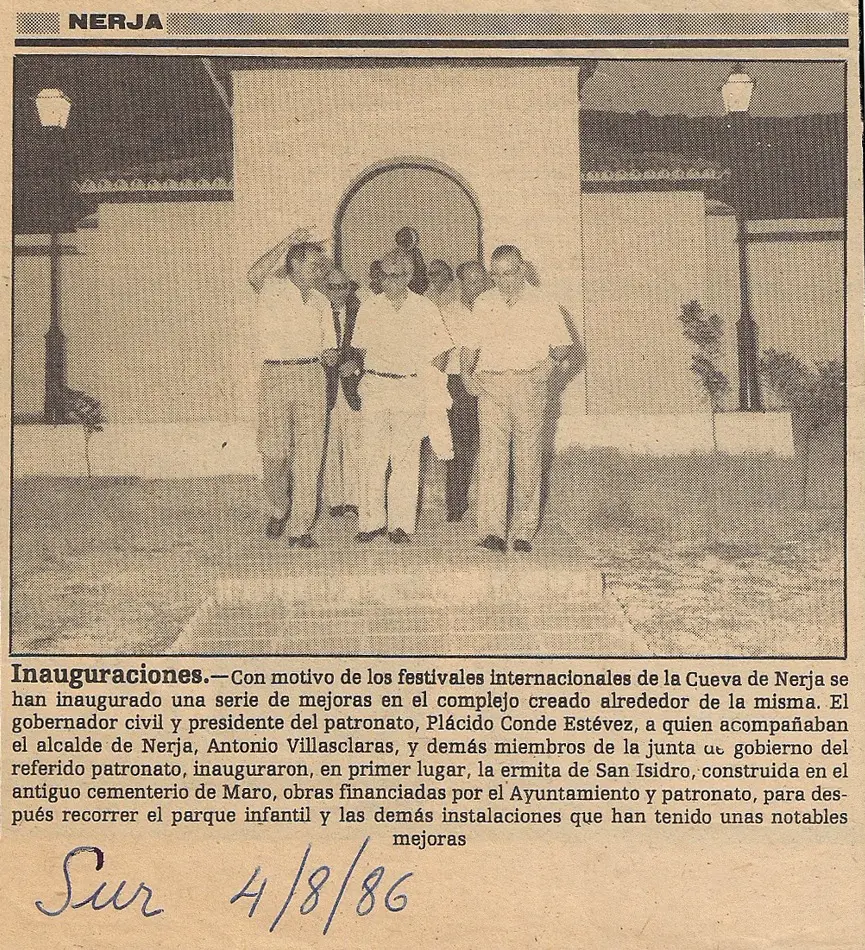 NERJA
Inauguraciones.—Con motivo de los festivales internacionales de la Cueva de Nerja se
han inaugurado una serie de mejoras en el complejo creado alrededor de la misma. El
gobernador civil y presidente del patronato, Plácido Conde Estévez, a quien acompañaban
el alcalde de Nerja, Antonio Villasclaras, y demás miembros de la junta de gobierno del
referido patronato, inauguraron, en primer lugar, la ermita de San Isidro, construida en el
antiguo cementerio de Maro, obras financiadas por el Ayuntamiento y patronato, para des-
pués recorrer el parque infantil y las demás instalaciones que han tenido unas notables
mejoras
Sur 4/8/86